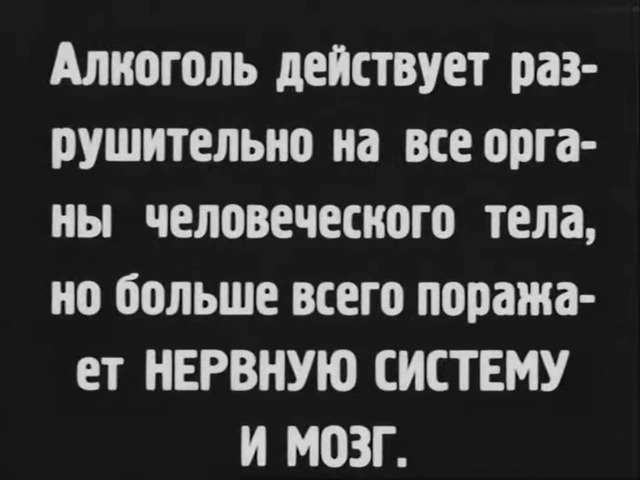 Алкоголь действует раз-
рушительно на все орга-
ны человеческого тела,
но больше всего поража-
ет НЕРВНУЮ СИСТЕМУ
И МОЗГ.